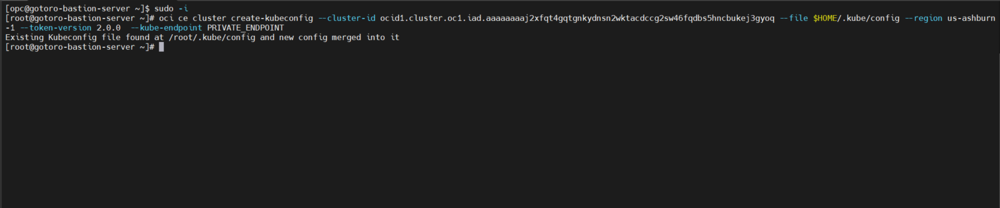 [opc@gotoro-bastion-server ~]$ sudo -i
[root@gotoro-bastion-server ~]# oci ce cluster create-kubeconfig --cluster-id ocid1.cluster.oc1.iad.aaaaaaaaj2xfqt4gqtgnkydnsn2wktacdccg2sw46fqdbs5hncbukej3gyoq --file $HOME/.kube/config --region us-ashburn
-1 --token-version 2.0.0  --kube-endpoint PRIVATE_ENDPOINT
Existing Kubeconfig file found at /root/.kube/config and new config merged into it
[root@gotoro-bastion-server ~]#